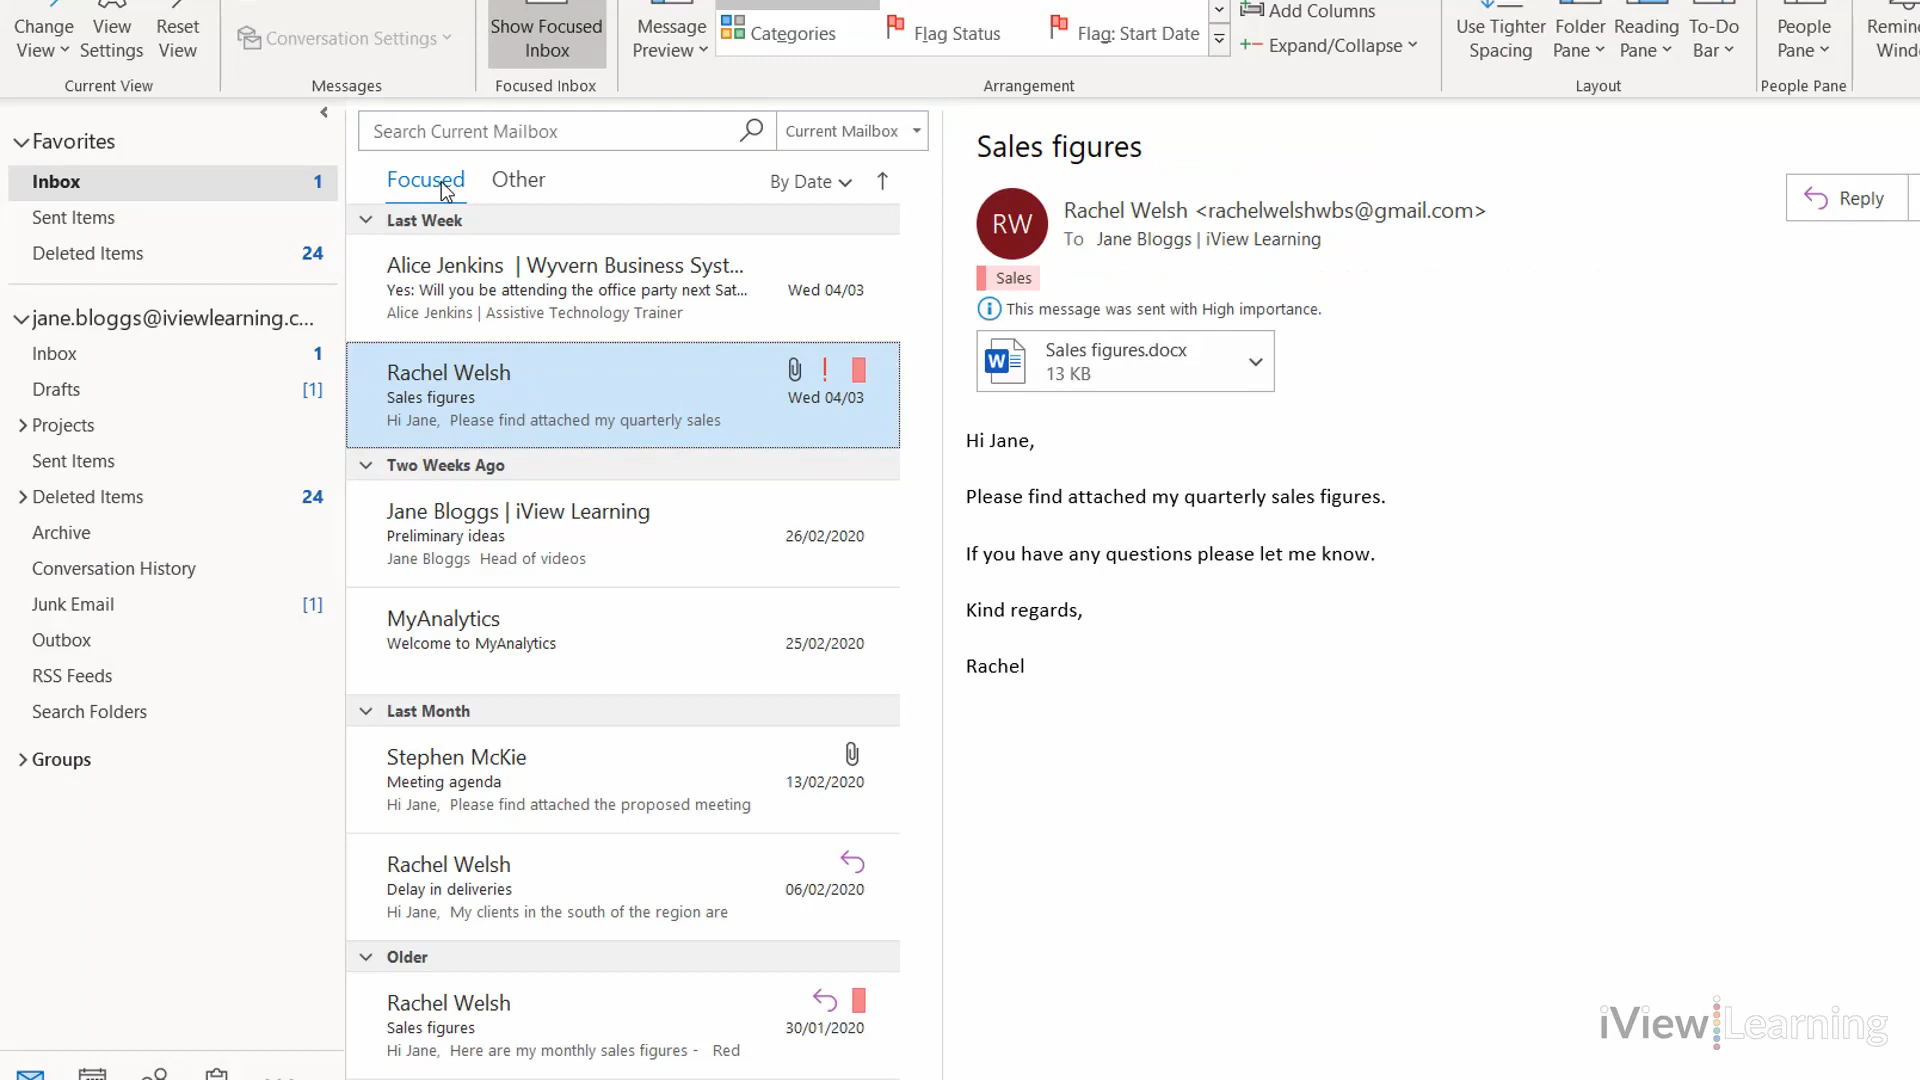 Change View
View Settings
Reset View
Current View
Conversation Settings
Messages
Show Focused Inbox
Focused Inbox
Message Preview
Categories
Flag Status
Flag: Start Date
Add Columns
Expand/Collapse
Arrangement
Use Tighter Spacing
Folder Pane
Reading Pane
To-Do Bar
Layout
People Pane
People Pane
Favorites
Inbox 1
Sent Items
Deleted Items 24
jane.bloggs@iviewlearning.c...
Inbox 1
Drafts [1]
Projects
Sent Items
Deleted Items 24
Archive
Conversation History
Junk Email [1]
Outbox
RSS Feeds
Search Folders
Groups
Search Current Mailbox
Current Mailbox
Focused Other
By Date
Last Week
Alice Jenkins | Wyvern Business Syst...
Yes: Will you be attending the office party next Sat... Wed 04/03
Alice Jenkins | Assistive Technology Trainer
Rachel Welsh
Sales figures Wed 04/03
Hi Jane, Please find attached my quarterly sales
Two Weeks Ago
Jane Bloggs | iView Learning
Preliminary ideas 26/02/2020
Jane Bloggs Head of videos
MyAnalytics
Welcome to MyAnalytics 25/02/2020
Last Month
Stephen McKie
Meeting agenda 13/02/2020
Hi Jane, Please find attached the proposed meeting
Rachel Welsh
Delay in deliveries 06/02/2020
Hi Jane, My clients in the south of the region are
Older
Rachel Welsh
Sales figures 30/01/2020
Hi Jane, Here are my monthly sales figures - Red
Sales figures
RW
Rachel Welsh <rachelwelshwbs@gmail.com>
To Jane Bloggs | iView Learning
Reply
Sales
This message was sent with High importance.
Sales figures.docx
13 KB
Hi Jane,
Please find attached my quarterly sales figures.
If you have any questions please let me know.
Kind regards,
Rachel
iView Learning